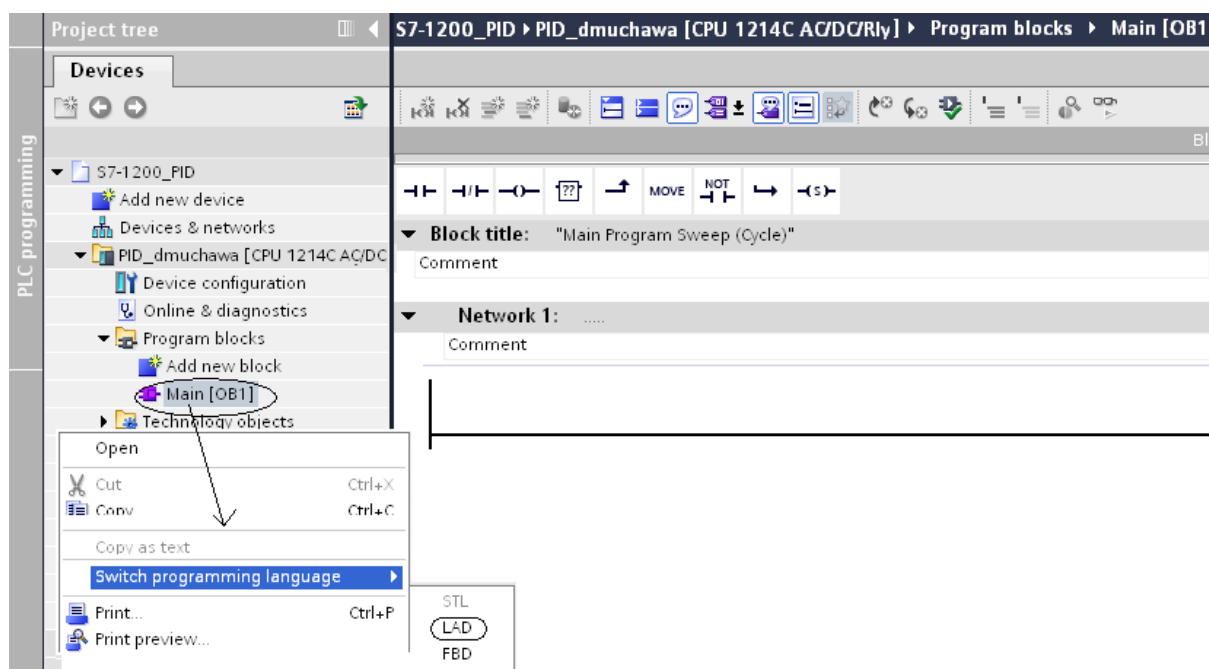 Project tree
S7-1200_PID ▸ PID_dmuchawa [CPU 1214C AC/DC/Rly] ▸ Program blocks ▸ Main [OB1
Devices
Bl
PLC programming
S7-1200_PID
Add new device
Devices & networks
PID_dmuchawa [CPU 1214C AC/DC
Device configuration
Online & diagnostics
Program blocks
Add new block
Main [OB1]
Technology objects
Open
Cut Ctrl+X
Copy Ctrl+C
Copy as text
Switch programming language
Print... Ctrl+P
Print preview...
STL
LAD
FBD
?? MOVE NOT (S)
Block title: "Main Program Sweep (Cycle)"
Comment
Network 1: .....
Comment